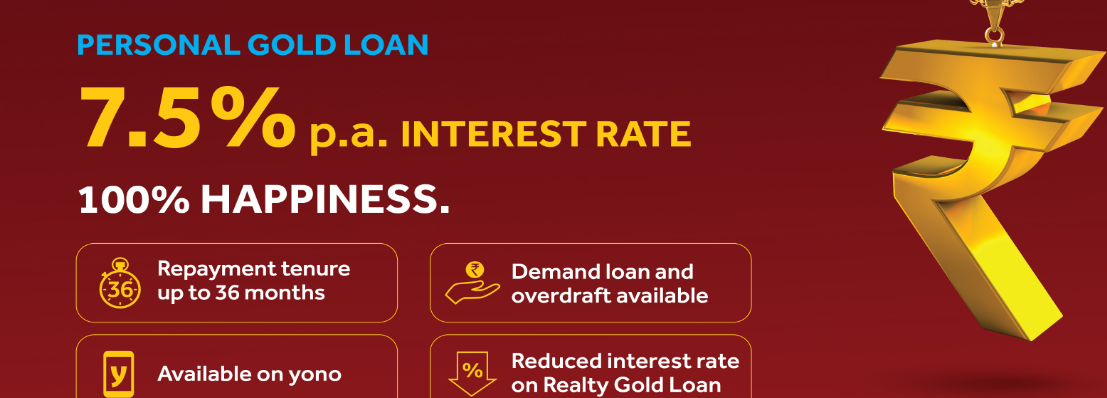 PERSONAL GOLD LOAN
7.5% p.a. INTEREST RATE
100% HAPPINESS.
36
Repayment tenure
up to 36 months
₹
Demand loan and
overdraft available
y
Available on yono
%
Reduced interest rate
on Realty Gold Loan
₹